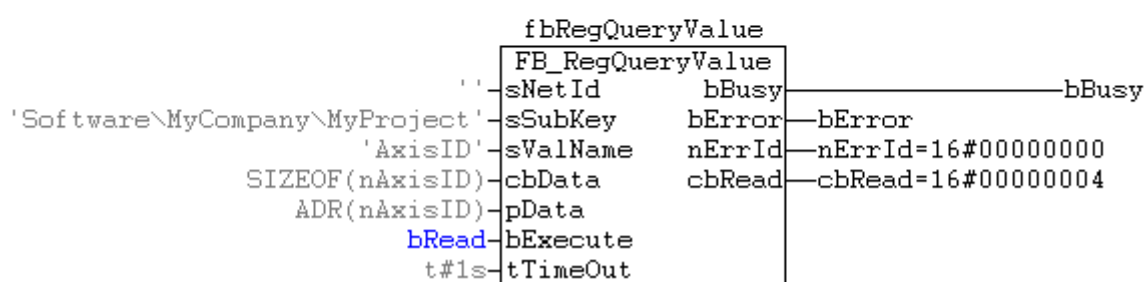 fbRegQueryValue
FB_RegQueryValue
'' sNetId bBusy bBusy
'Software\MyCompany\MyProject' sSubKey bError bError
'AxisID' sValName nErrId nErrId=16#00000000
SIZEOF(nAxisID) cbData cbRead cbRead=16#00000004
ADR(nAxisID) pData
bRead bExecute
t#1s tTimeOut